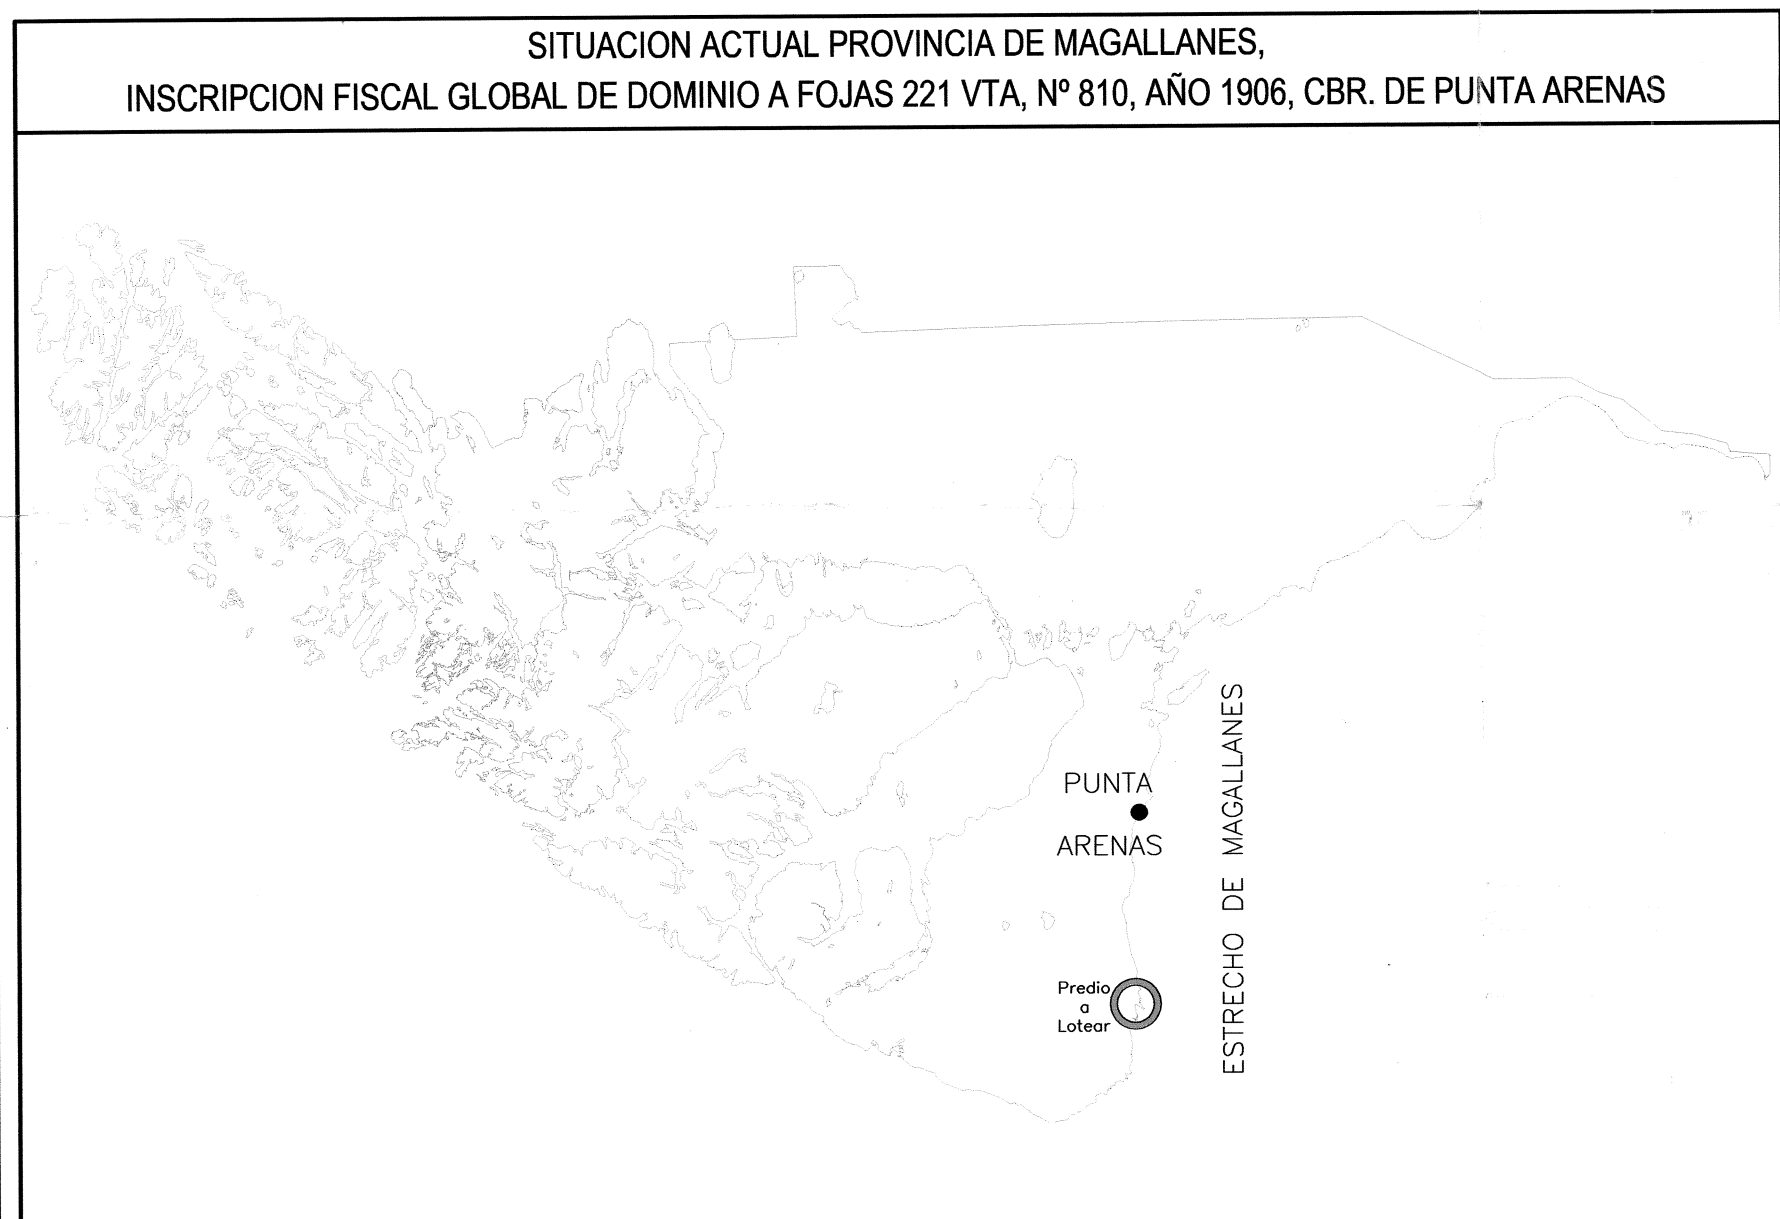 SITUACION ACTUAL PROVINCIA DE MAGALLANES,
INSCRIPCION FISCAL GLOBAL DE DOMINIO A FOJAS 221 VTA, Nº 810, AÑO 1906, CBR. DE PUNTA ARENAS
PUNTA
ARENAS
ESTRECHO DE MAGALLANES
Predio
a
Lotear